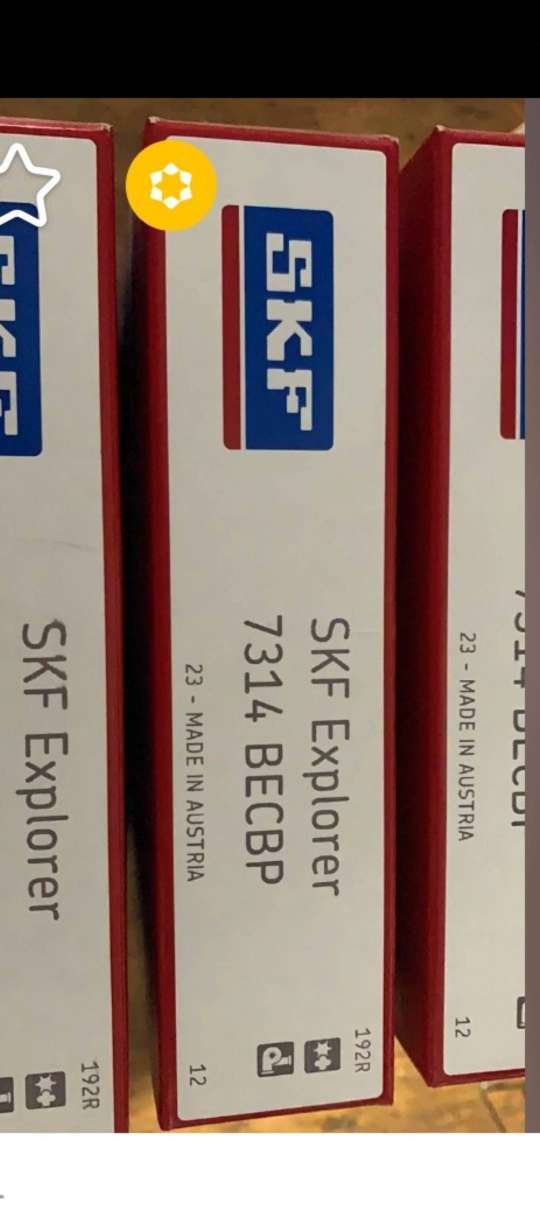 SKF
SKF Explorer
192R
SKF
SKF Explorer
7314 BECBP
23 - MADE IN AUSTRIA
192R
12
23 - MADE IN AUSTRIA
12